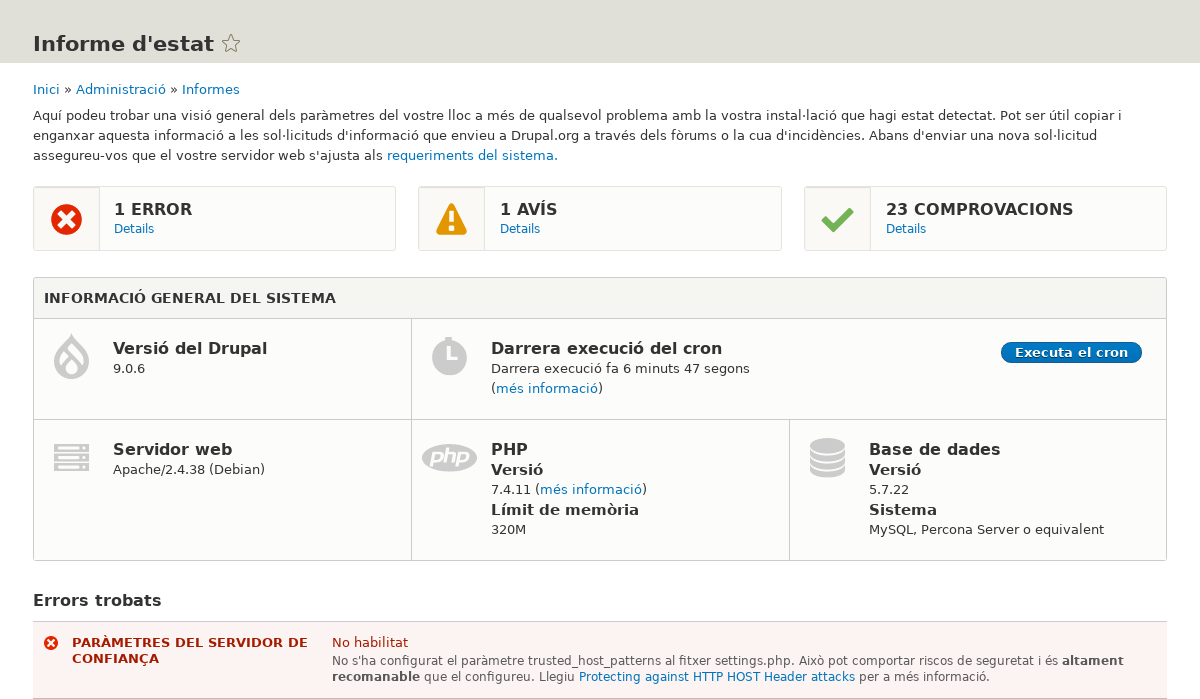 Informe d'estat
Inici » Administració » Informes
Aquí podeu trobar una visió general dels paràmetres del vostre lloc a més de qualsevol problema amb la vostra instal·lació que hagi estat detectat. Pot ser útil copiar i
enganxar aquesta informació a les sol·licituds d'informació que envieu a Drupal.org a través dels fòrums o la cua d'incidències. Abans d'enviar una nova sol·licitud
assegureu-vos que el vostre servidor web s'ajusta als requeriments del sistema.
1 ERROR
Details
1 AVÍS
Details
23 COMPROVACIONS
Details
INFORMACIÓ GENERAL DEL SISTEMA
Versió del Drupal
9.0.6
Darrera execució del cron
Darrera execució fa 6 minuts 47 segons
(més informació)
Executa el cron
Servidor web
Apache/2.4.38 (Debian)
php
PHP
Versió
7.4.11 (més informació)
Límit de memòria
320M
Base de dades
Versió
5.7.22
Sistema
MySQL, Percona Server o equivalent
Errors trobats
PARÀMETRES DEL SERVIDOR DE
CONFIANÇA
No habilitat
No s'ha configurat el paràmetre trusted_host_patterns al fitxer settings.php. Això pot comportar riscos de seguretat i és altament
recomanable que el configureu. Llegiu Protecting against HTTP HOST Header attacks per a més informació.